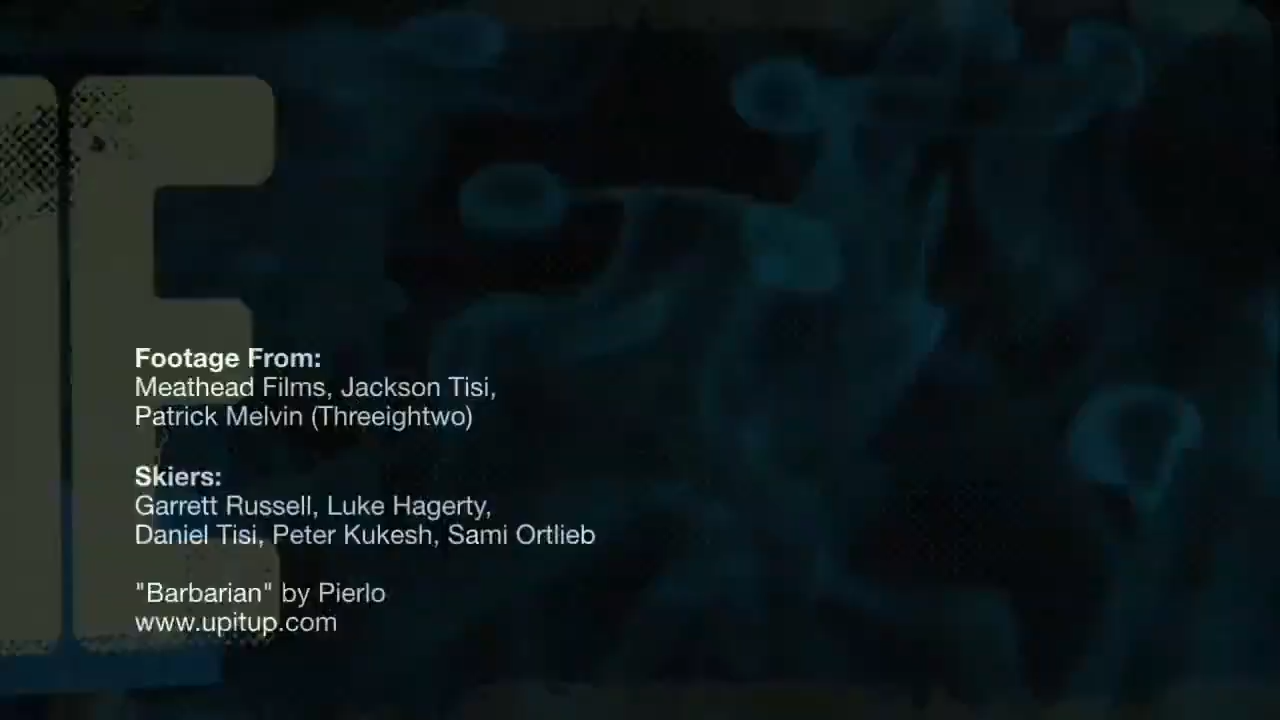 E
Footage From:
Meathead Films, Jackson Tisi,
Patrick Melvin (Threeightwo)
Skiers:
Garrett Russell, Luke Hagerty,
Daniel Tisi, Peter Kukesh, Sami Ortlieb
"Barbarian" by Pierlo
www.upitup.com